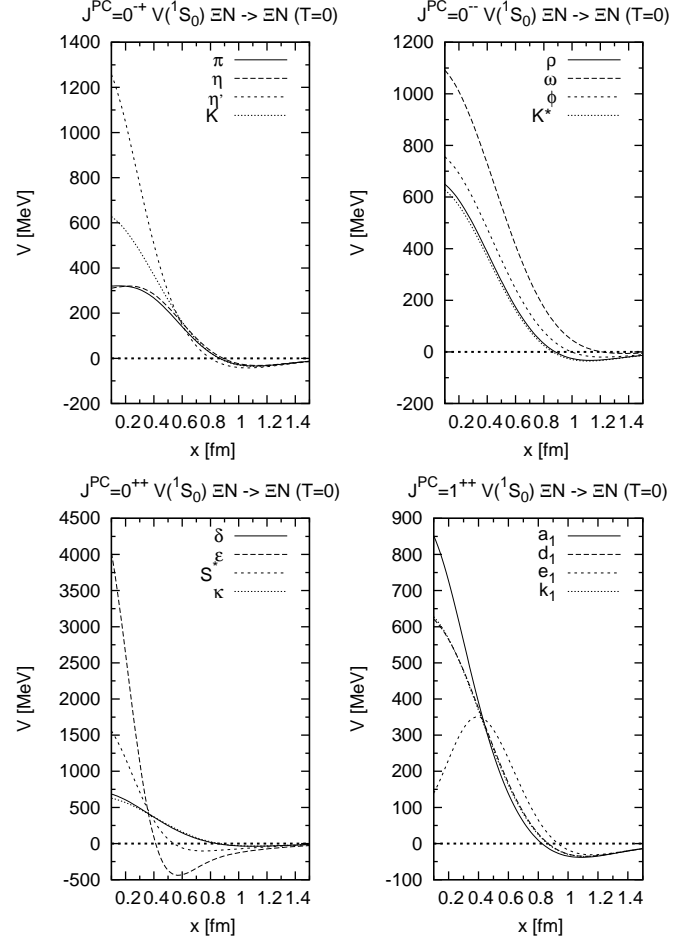 J^PC=0^-+ V(^1S_0) ΞN -> ΞN (T=0)
1400
1200
1000
800
600
400
200
0
-200
V [MeV]
π
η
η'
K
0.2 0.4 0.6 0.8 1 1.2 1.4
x [fm]
J^PC=0^-- V(^1S_0) ΞN -> ΞN (T=0)
1200
1000
800
600
400
200
0
-200
V [MeV]
ρ
ω
ϕ
K*
0.2 0.4 0.6 0.8 1 1.2 1.4
x [fm]
J^PC=0^++ V(^1S_0) ΞN -> ΞN (T=0)
4500
4000
3500
3000
2500
2000
1500
1000
500
0
-500
V [MeV]
δ
ε
S*
κ
0.2 0.4 0.6 0.8 1 1.2 1.4
x [fm]
J^PC=1^++ V(^1S_0) ΞN -> ΞN (T=0)
900
800
700
600
500
400
300
200
100
0
-100
V [MeV]
a_1
d_1
e_1
k_1
0.2 0.4 0.6 0.8 1 1.2 1.4
x [fm]